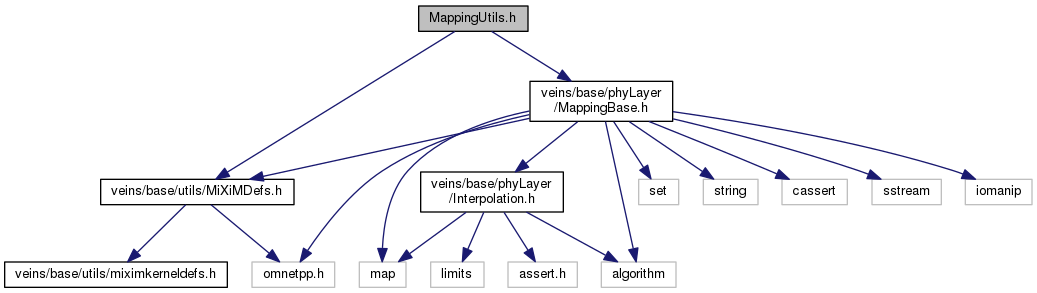 MappingUtils.h
veins/base/phyLayer
/MappingBase.h
veins/base/utils/MiXiMDefs.h
veins/base/phyLayer
/Interpolation.h
set
string
cassert
sstream
iomanip
veins/base/utils/miximkerneldefs.h
omnetpp.h
map
limits
assert.h
algorithm